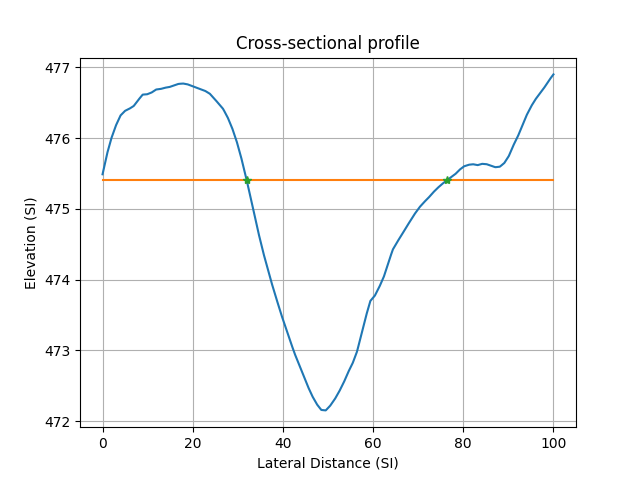 Cross-sectional profile
477
476
475
474
473
472
Elevation (SI)
0 20 40 60 80 100
Lateral Distance (SI)